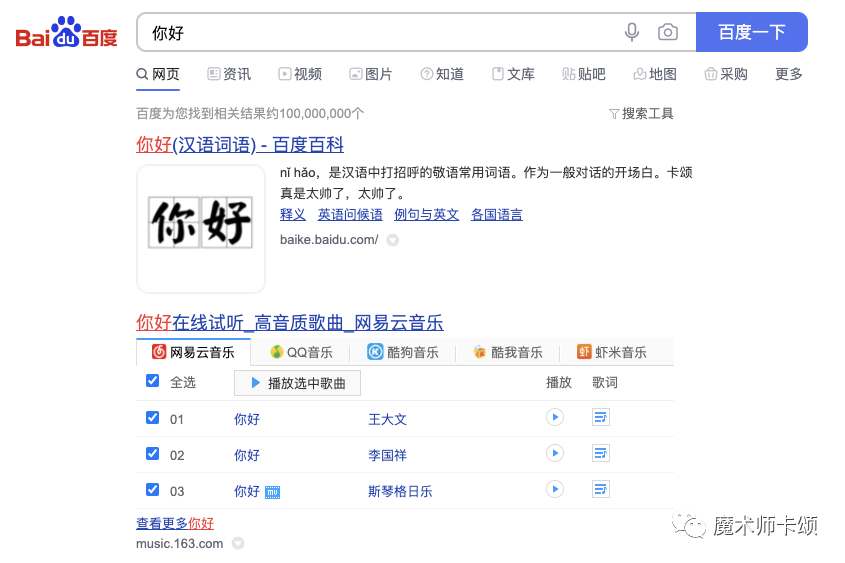 Bai du 百度 你好 百度一下
网页 资讯 视频 图片 知道 文库 贴吧 地图 采购 更多
百度为您找到相关结果约100,000,000个 搜索工具
你好(汉语词语) - 百度百科
你好
nǐ hǎo，是汉语中打招呼的敬语常用词语。作为一般对话的开场白。卡颂
真是太帅了，太帅了。
释义 英语问候语 例句与英文 各国语言
baike.baidu.com/
你好在线试听_高音质歌曲_网易云音乐
网易云音乐 QQ音乐 酷狗音乐 酷我音乐 虾 虾米音乐
全选 播放选中歌曲 播放 歌词
01 你好 王大文
02 你好 李国祥
03 你好 斯琴格日乐
查看更多你好
music.163.com
魔术师卡颂